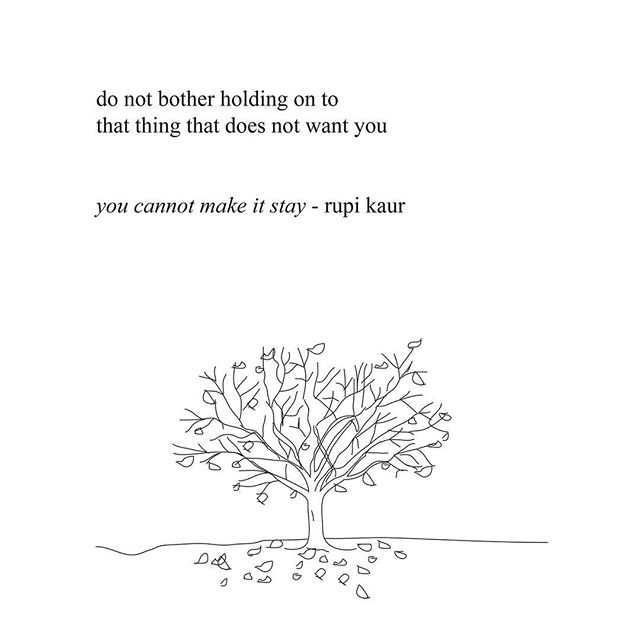 do not bother holding on to
that thing that does not want you
you cannot make it stay - rupi kaur